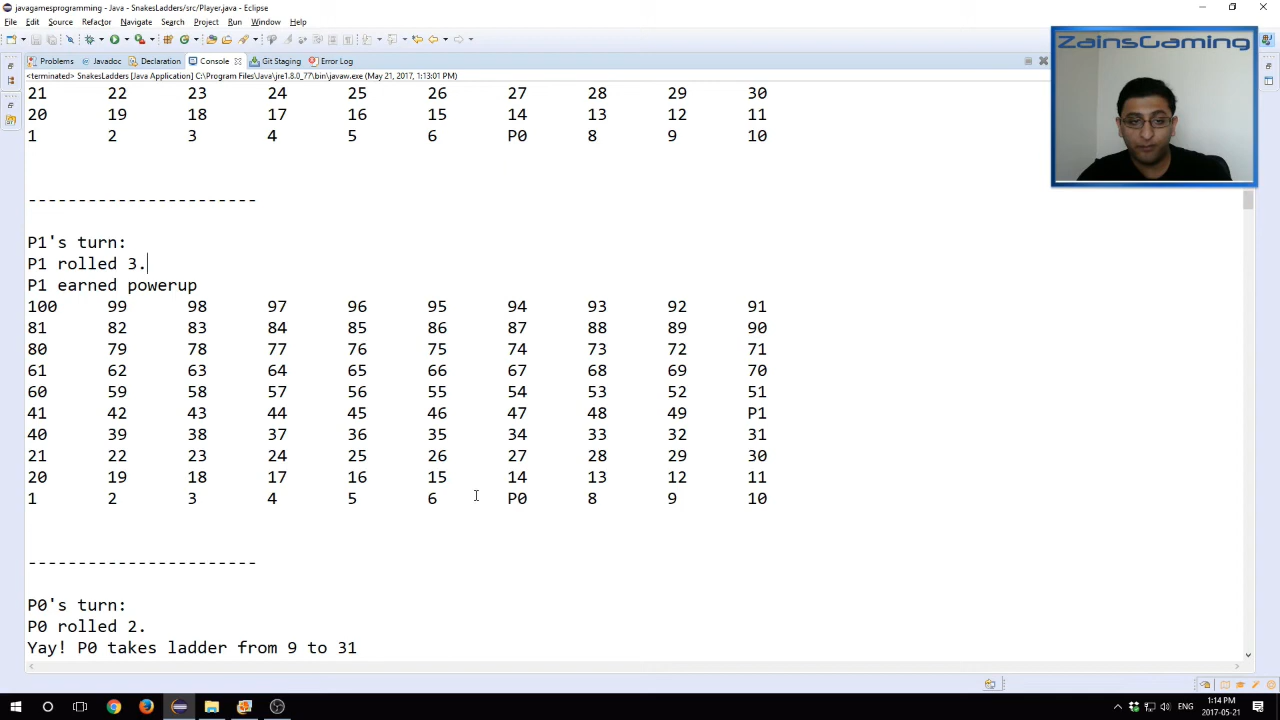 javagamesprogramming - Java - SnakesLadders/src/Player.java - Eclipse
File Edit Source Refactor Navigate Search Project Run Window Help
Problems Javadoc Declaration Console Git Staging Error Log
<terminated> SnakesLadders [Java Application] C:\Program Files\Java\jre1.8.0_77\bin\javaw.exe (May 21, 2017, 1:13:01 PM)
ZainsGaming
21 22 23 24 25 26 27 28 29 30
20 19 18 17 16 15 14 13 12 11
1 2 3 4 5 6 P0 8 9 10
-----------------------
P1's turn:
P1 rolled 3.
P1 earned powerup
100 99 98 97 96 95 94 93 92 91
81 82 83 84 85 86 87 88 89 90
80 79 78 77 76 75 74 73 72 71
61 62 63 64 65 66 67 68 69 70
60 59 58 57 56 55 54 53 52 51
41 42 43 44 45 46 47 48 49 P1
40 39 38 37 36 35 34 33 32 31
21 22 23 24 25 26 27 28 29 30
20 19 18 17 16 15 14 13 12 11
1 2 3 4 5 6 P0 8 9 10
-----------------------
P0's turn:
P0 rolled 2.
Yay! P0 takes ladder from 9 to 31
ENG
1:14 PM
2017-05-21